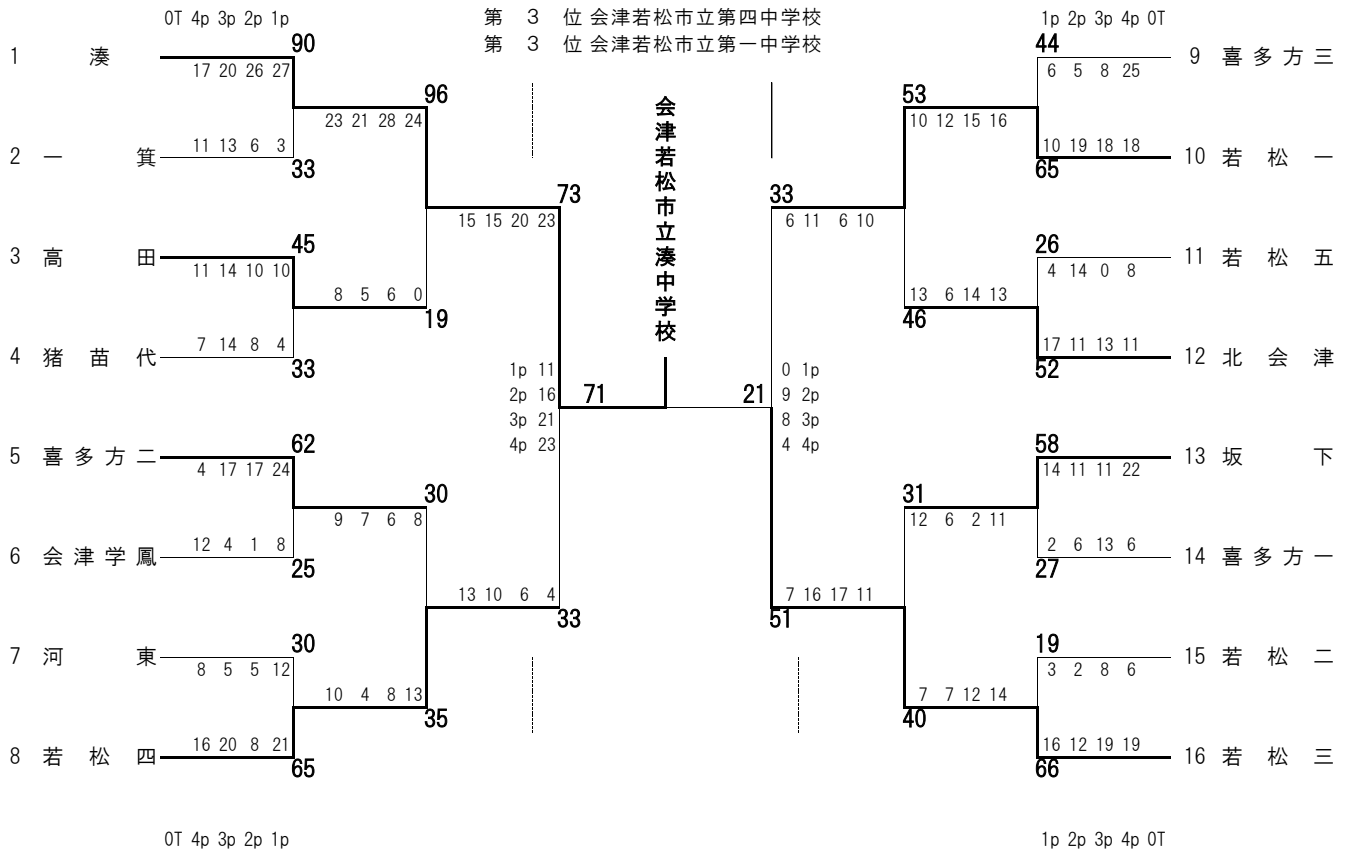 第 3 位 会津若松市立第四中学校
OT 4p 3p 2p 1p
1p 2p 3p 4p OT
第 3 位 会津若松市立第一中学校
90
44
1 湊
9 喜多方三
17 20 26 27
6 5 8 25
96
53
会津若松市立湊中学校
23 21 28 24
10 12 15 16
11 13 6 3
10 19 18 18
2 一箕
10 若松一
33
65
73
33
15 15 20 23
6 11 6 10
45
26
3 高田
11 若松五
11 14 10 10
4 14 0 8
8 5 6 0
13 6 14 13
19
46
7 14 8 4
17 11 13 11
4 猪苗代
12 北会津
33
52
1p 11
0 1p
2p 16
71
21
9 2p
3p 21
8 3p
4p 23
4 4p
62
58
5 喜多方二
13 坂下
4 17 17 24
14 11 11 22
30
31
9 7 6 8
12 6 2 11
12 4 1 8
2 6 13 6
6 会津学鳳
14 喜多方一
25
27
13 10 6 4
7 16 17 11
33
51
30
19
7 河東
15 若松二
8 5 5 12
3 2 8 6
10 4 8 13
7 7 12 14
35
40
16 20 8 21
16 12 19 19
8 若松四
16 若松三
65
66
OT 4p 3p 2p 1p
1p 2p 3p 4p OT